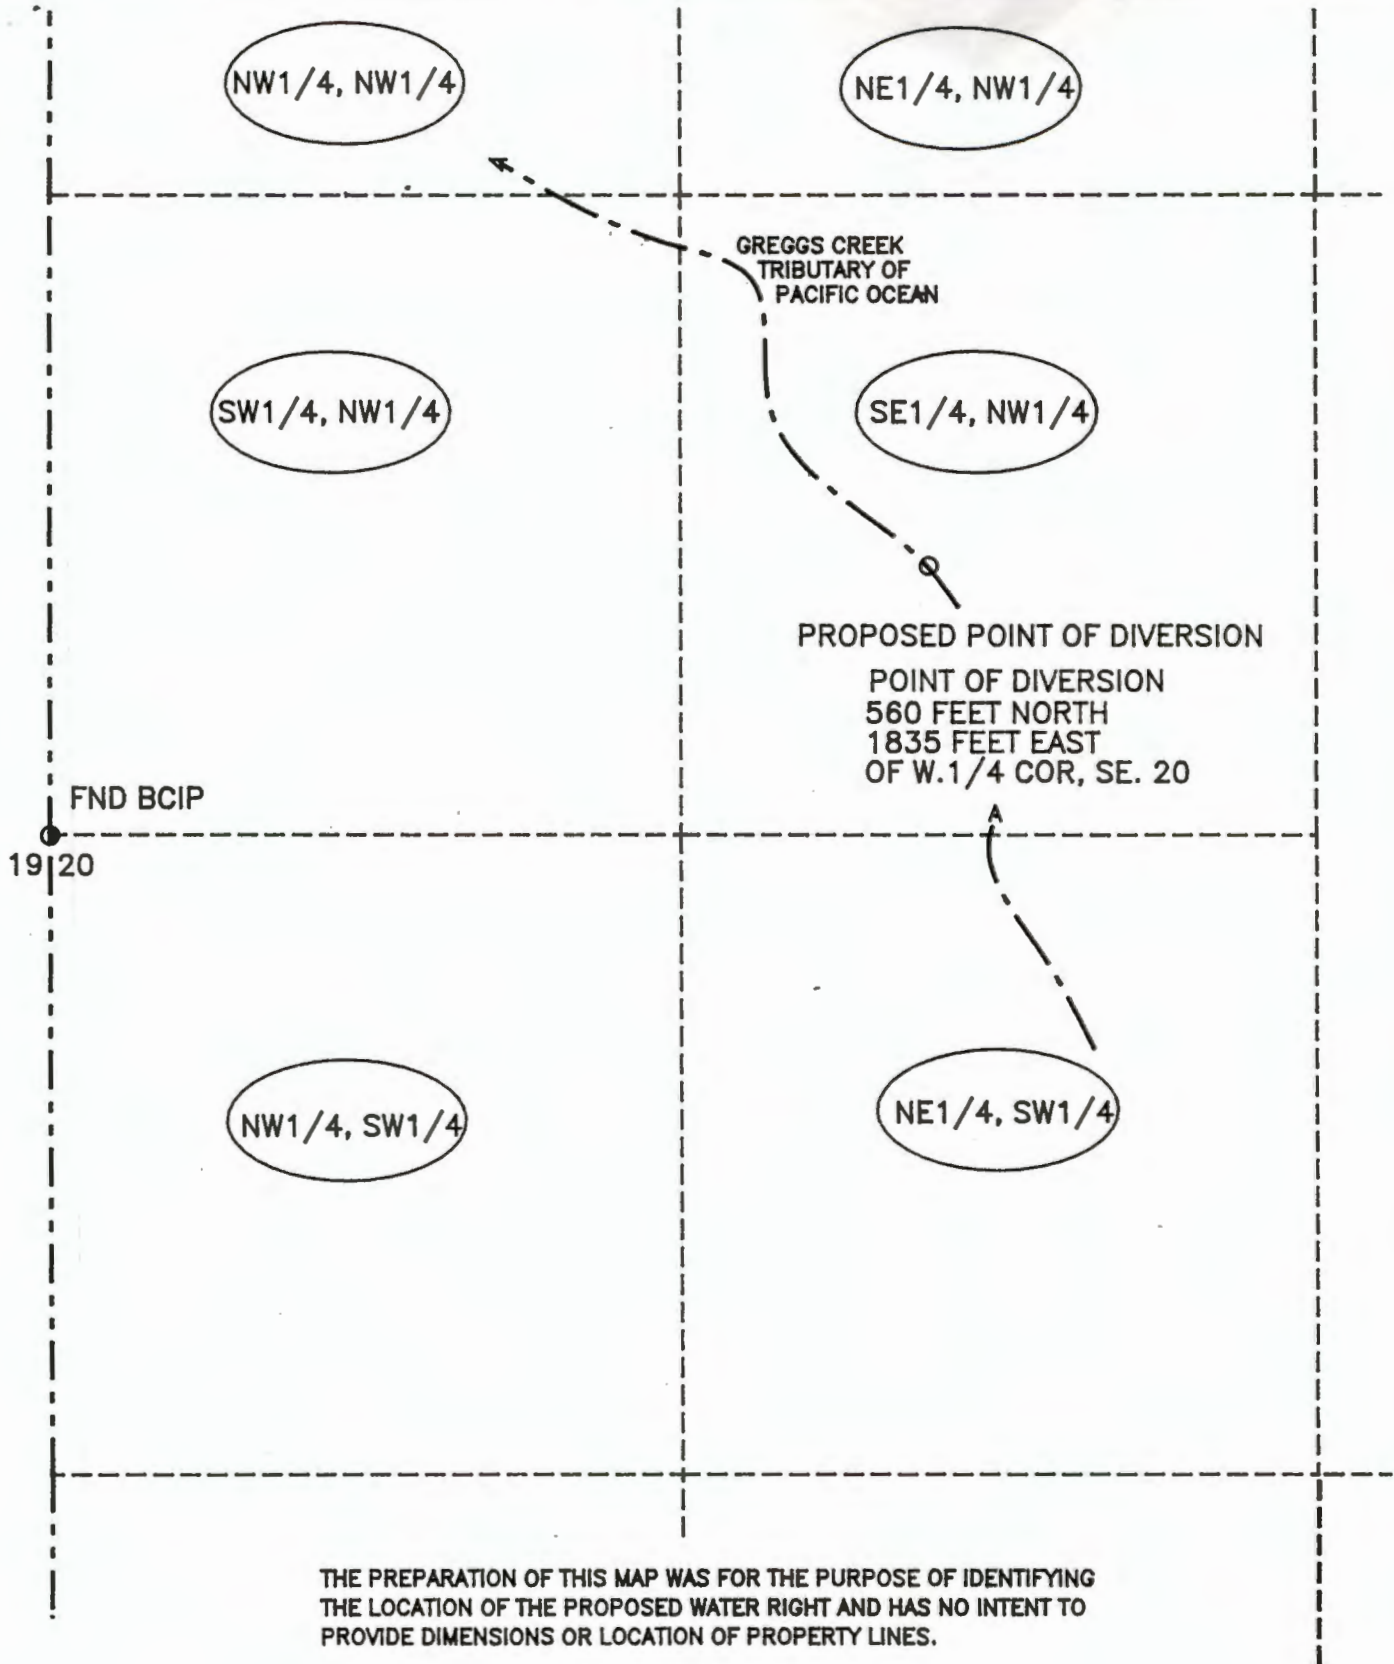 NW1/4, NW1/4
NE1/4, NW1/4
GREGGS CREEK
TRIBUTARY OF
PACIFIC OCEAN
SW1/4, NW1/4
SE1/4, NW1/4
PROPOSED POINT OF DIVERSION
POINT OF DIVERSION
560 FEET NORTH
1835 FEET EAST
OF W.1/4 COR, SE. 20
FND BCIP
19 20
NW1/4, SW1/4
NE1/4, SW1/4
THE PREPARATION OF THIS MAP WAS FOR THE PURPOSE OF IDENTIFYING
THE LOCATION OF THE PROPOSED WATER RIGHT AND HAS NO INTENT TO
PROVIDE DIMENSIONS OR LOCATION OF PROPERTY LINES.